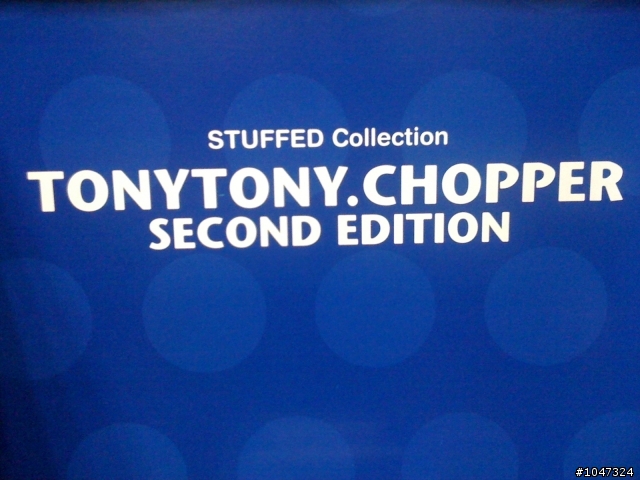 STUFFED Collection
TONYTONY.CHOPPER
SECOND EDITION
#1047324